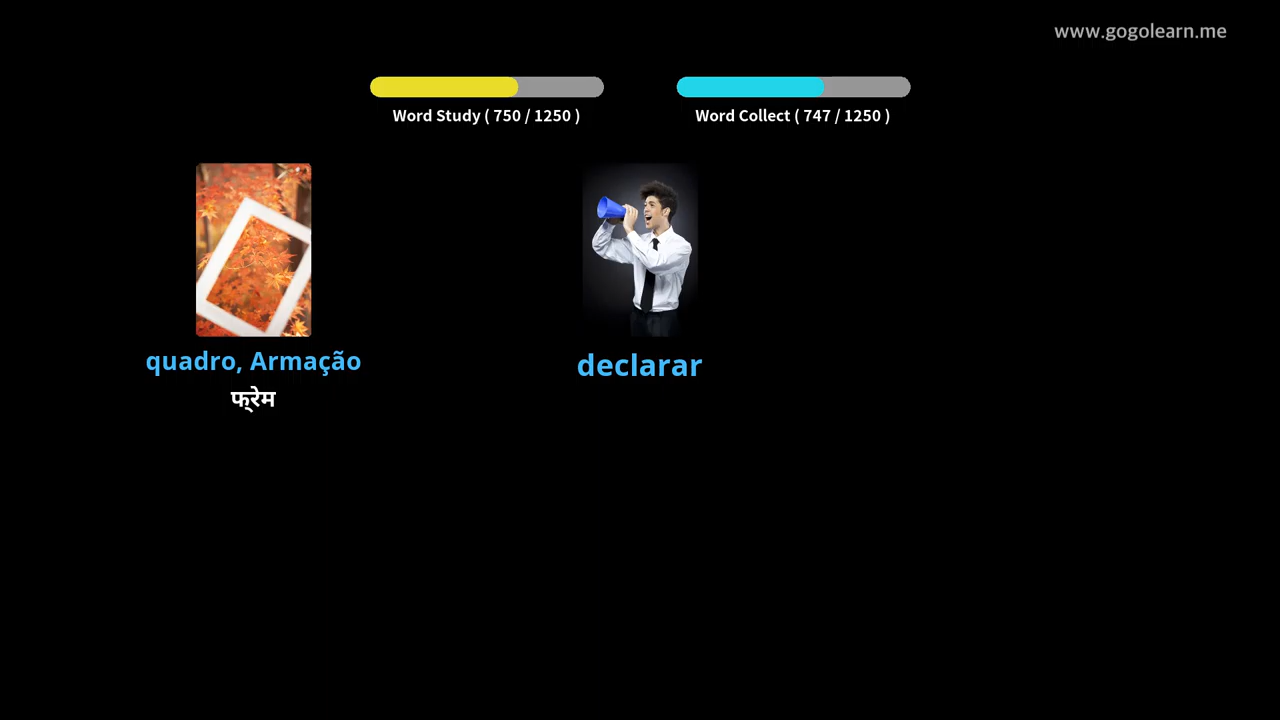 www.gogolearn.me
Word Study ( 750 / 1250 )
Word Collect ( 747 / 1250 )
quadro, Armação
फ्रेम
declarar